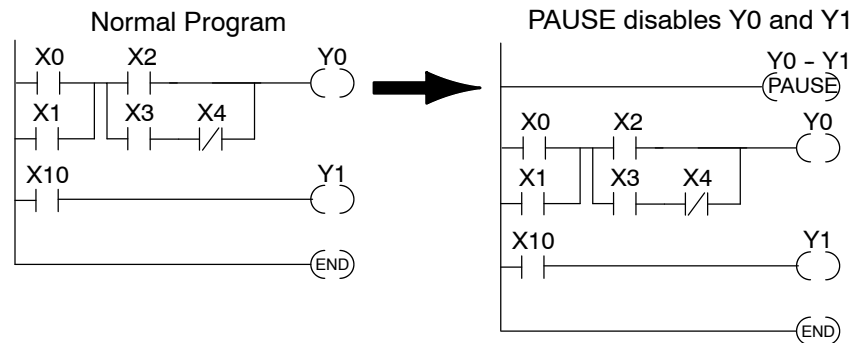 Normal Program
X0 X2 Y0
X1 X3 X4
X10 Y1
END
PAUSE disables Y0 and Y1
Y0 – Y1
PAUSE
X0 X2 Y0
X1 X3 X4
X10 Y1
END